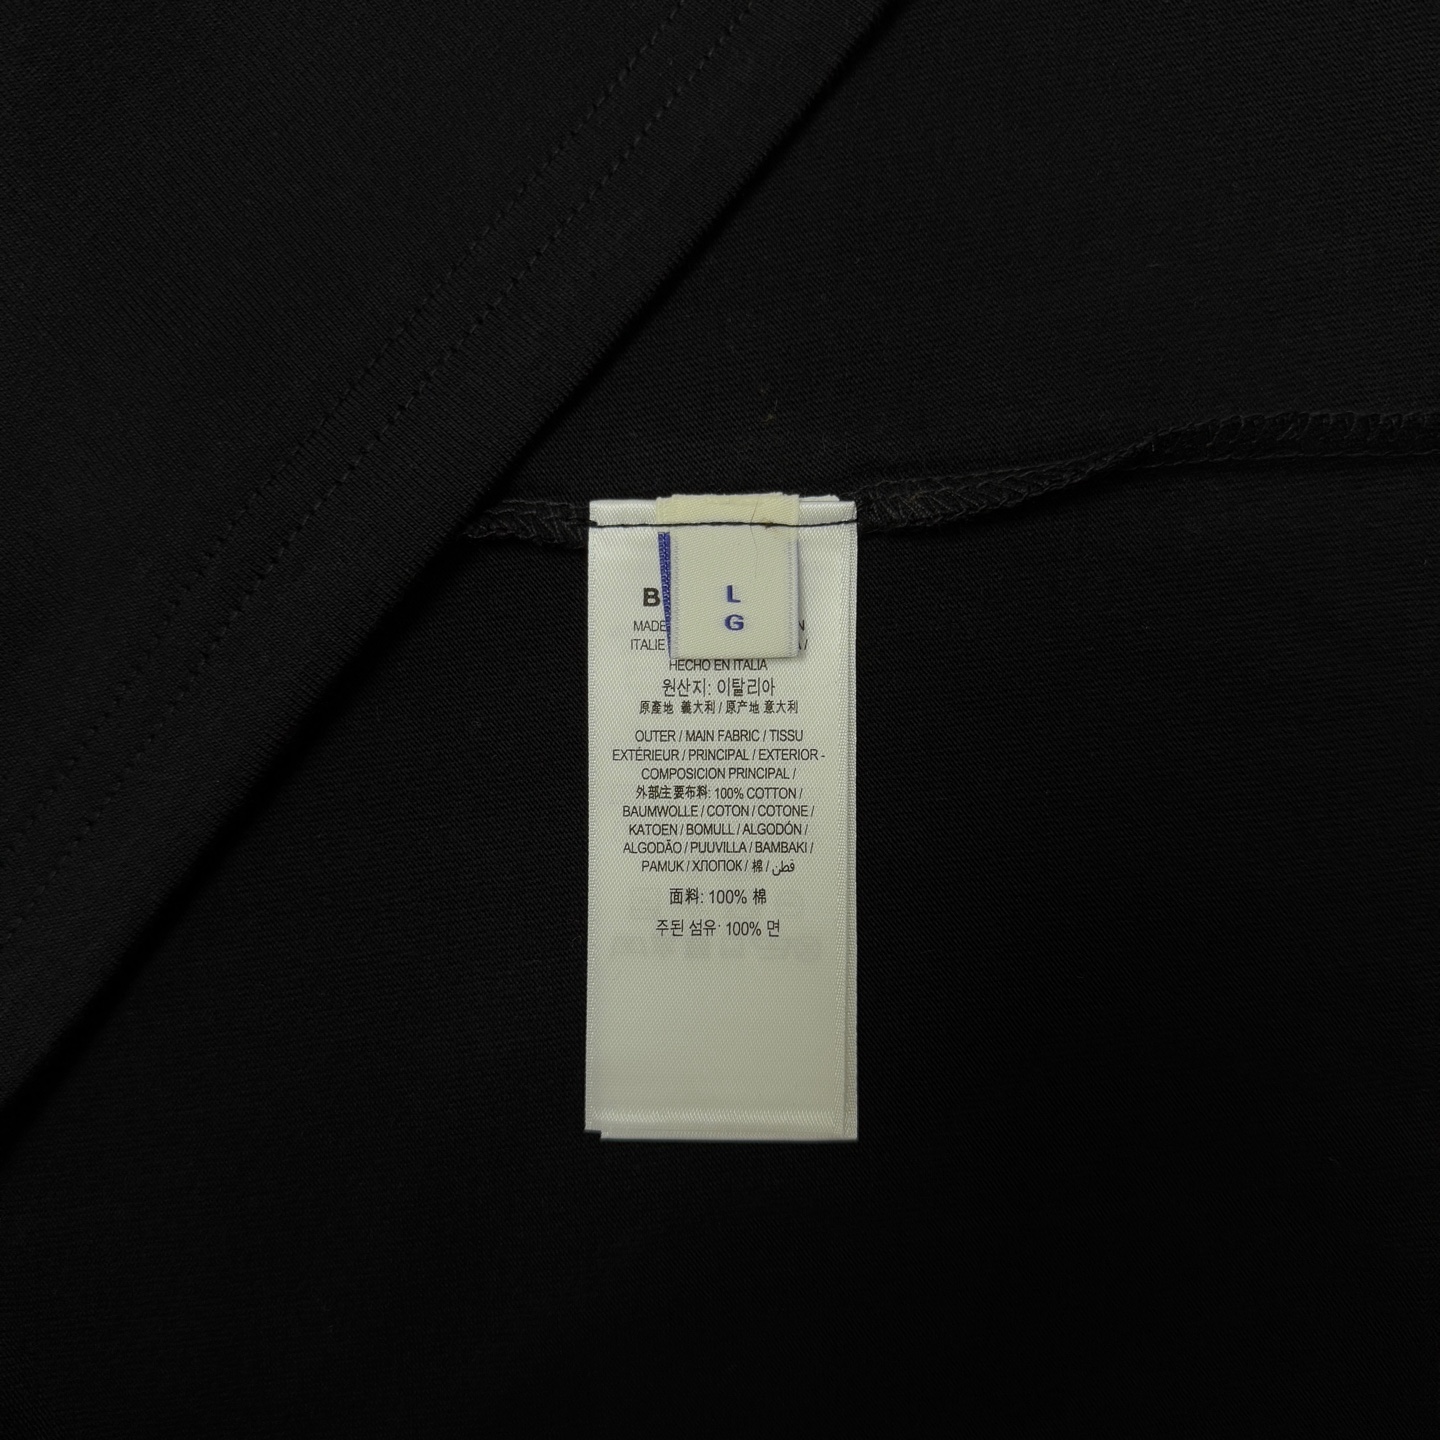 L
G
B
MADE
ITALIE
HECHO EN ITALIA
원산지: 이탈리아
原產地 義大利 / 原产地 意大利
OUTER / MAIN FABRIC / TISSU
EXTÉRIEUR / PRINCIPAL / EXTERIOR -
COMPOSICION PRINCIPAL /
外部主要布料: 100% COTTON /
BAUMWOLLE / COTON / COTONE /
KATOEN / BOMULL / ALGODÓN /
ALGODÃO / PUUVILLA / BAMBAKI /
PAMUK / ХЛОПОК / 棉 / قطن
面料: 100% 棉
주된 섬유: 100% 면